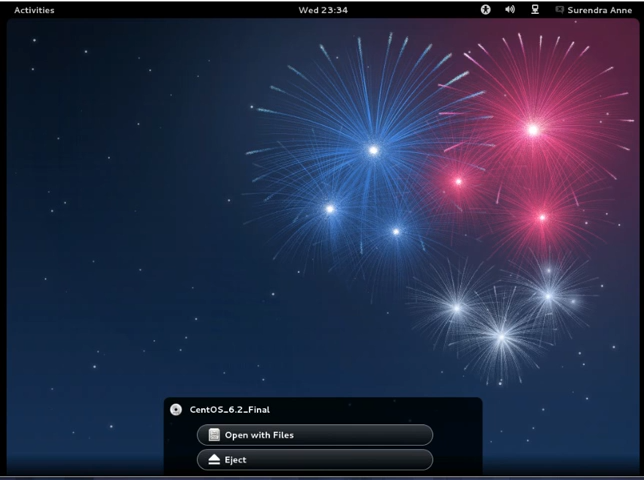 Activities Wed 23:34 Surendra Anne
CentOS_6.2_Final
Open with Files
Eject